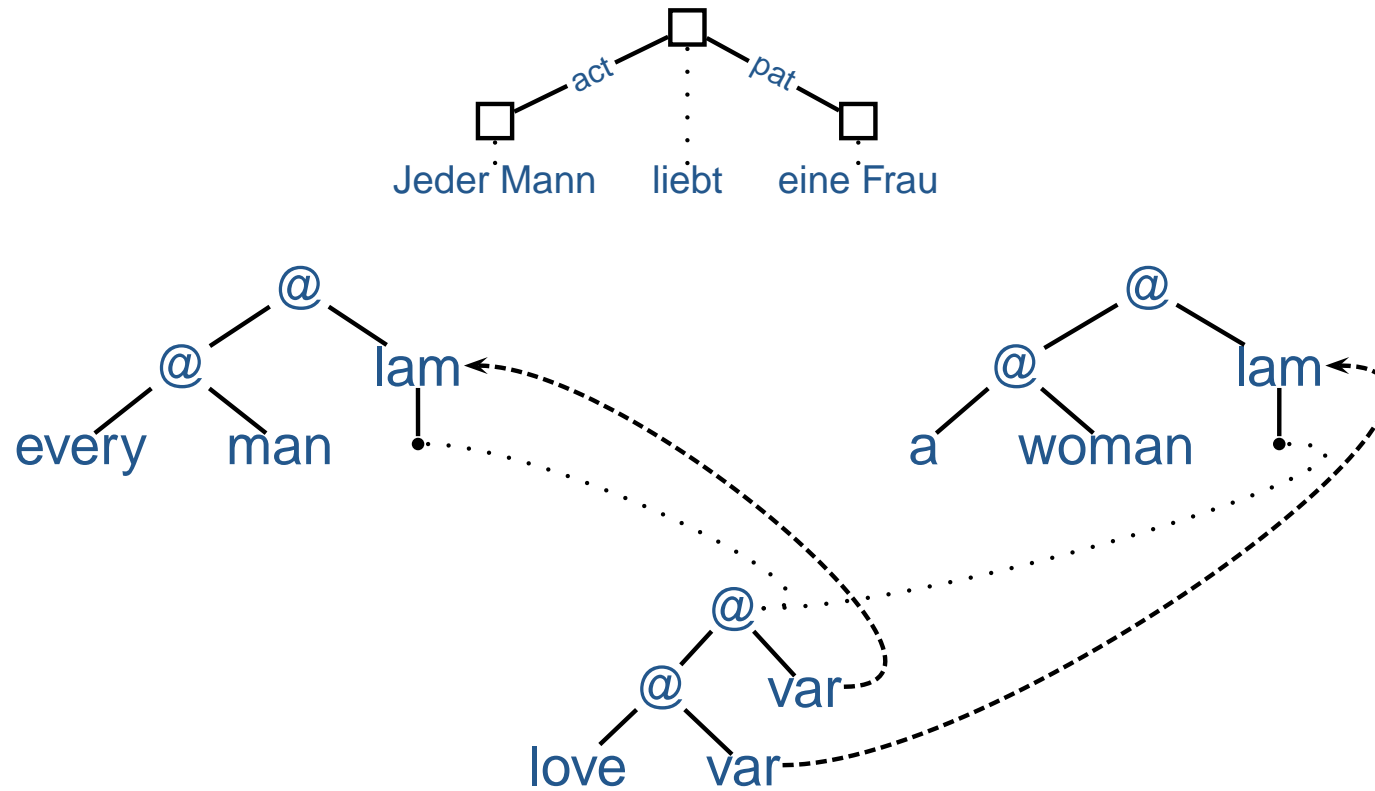 act pat
Jeder Mann liebt eine Frau
@ @
@ lam @ lam
every man a woman
@
@ var
love var